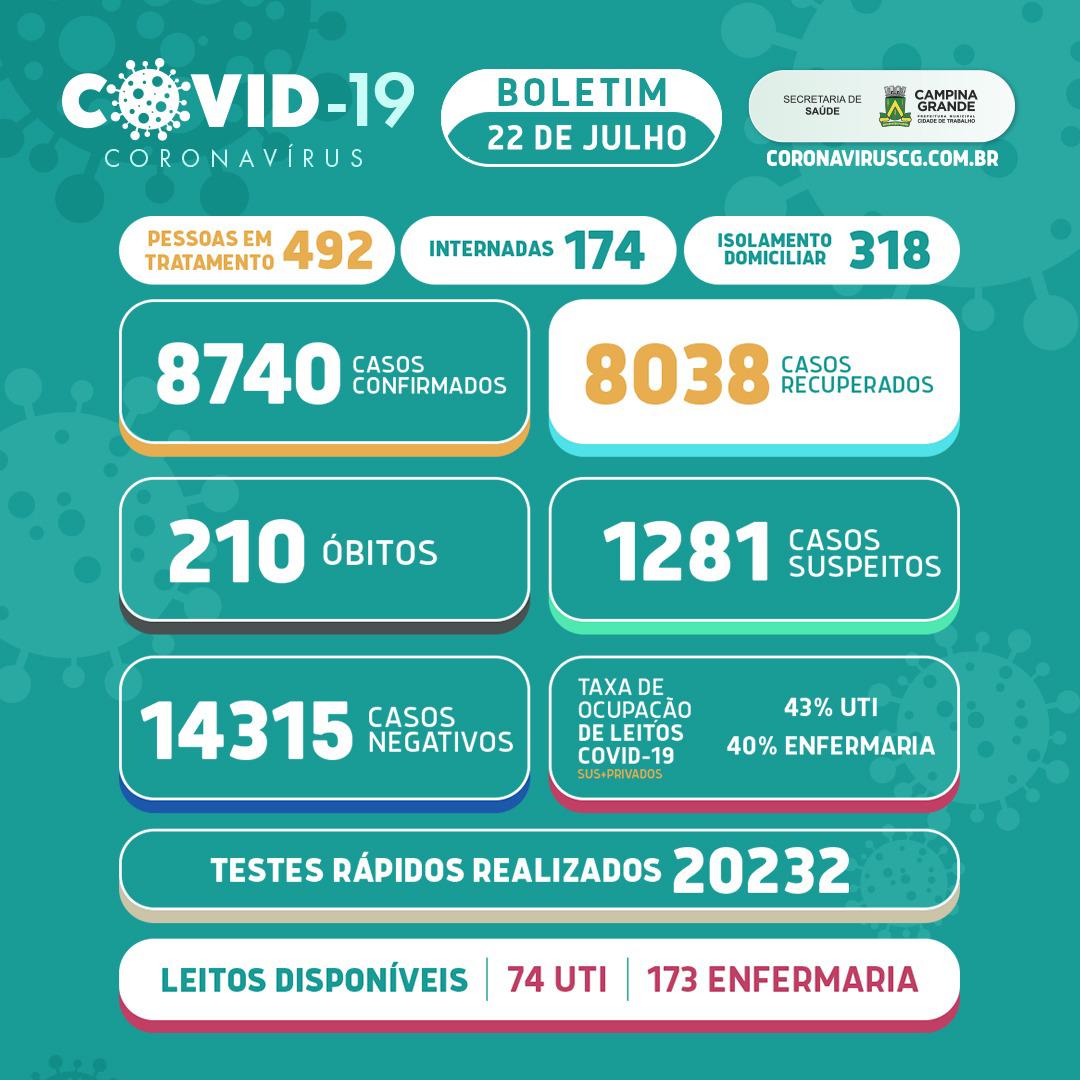 COVID-19
CORONAVÍRUS
BOLETIM
22 DE JULHO
SECRETARIA DE
SAÚDE
CAMPINA
GRANDE
PREFEITURA MUNICIPAL
CIDADE DE TRABALHO
CORONAVIRUSCG.COM.BR
PESSOAS EM
TRATAMENTO 492
INTERNADAS 174
ISOLAMENTO
DOMICILIAR 318
8740 CASOS
CONFIRMADOS
8038 CASOS
RECUPERADOS
210 ÓBITOS
1281 CASOS
SUSPEITOS
14315 CASOS
NEGATIVOS
TAXA DE
OCUPAÇÃO
DE LEITOS
COVID-19
SUS+PRIVADOS
43% UTI
40% ENFERMARIA
TESTES RÁPIDOS REALIZADOS 20232
LEITOS DISPONÍVEIS 74 UTI 173 ENFERMARIA